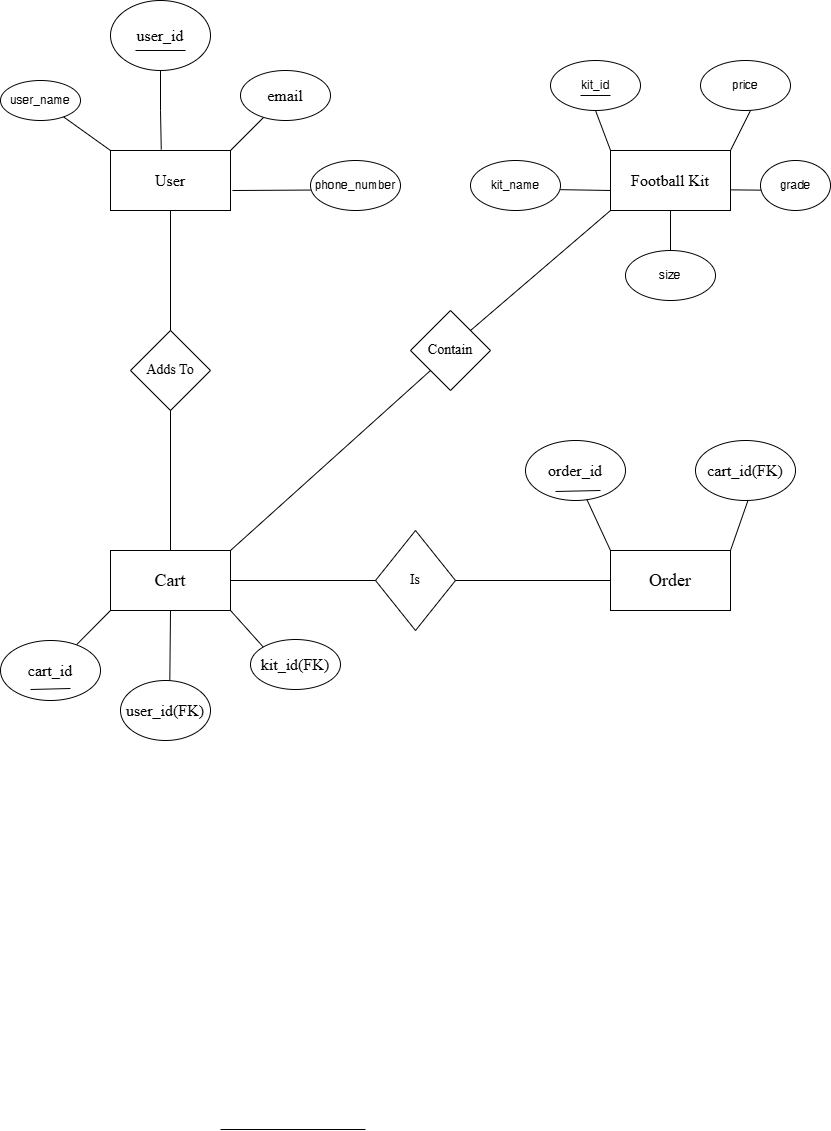 user_id
user_name
email
User
phone_number
kit_id
price
kit_name
Football Kit
grade
size
Adds To
Contain
order_id
cart_id(FK)
Cart
Is
Order
cart_id
user_id(FK)
kit_id(FK)